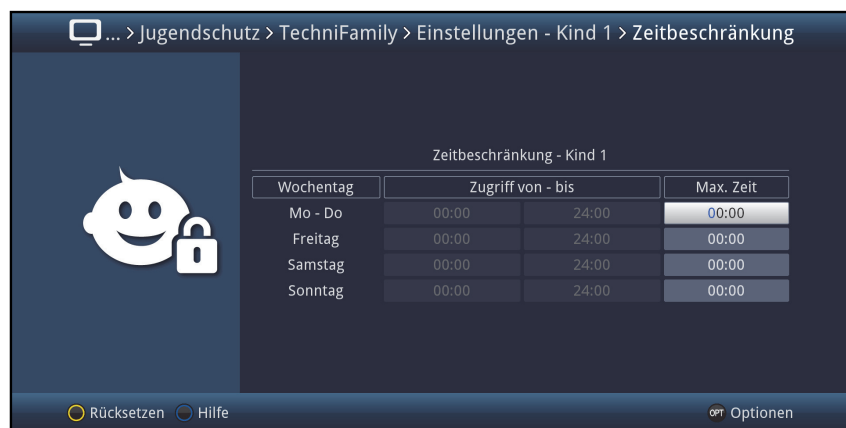 ... > Jugendschutz > TechniFamily > Einstellungen - Kind 1 > Zeitbeschränkung
Zeitbeschränkung - Kind 1
Wochentag Zugriff von - bis Max. Zeit
Mo - Do 00:00 24:00 00:00
Freitag 00:00 24:00 00:00
Samstag 00:00 24:00 00:00
Sonntag 00:00 24:00 00:00
Rücksetzen Hilfe OPT Optionen